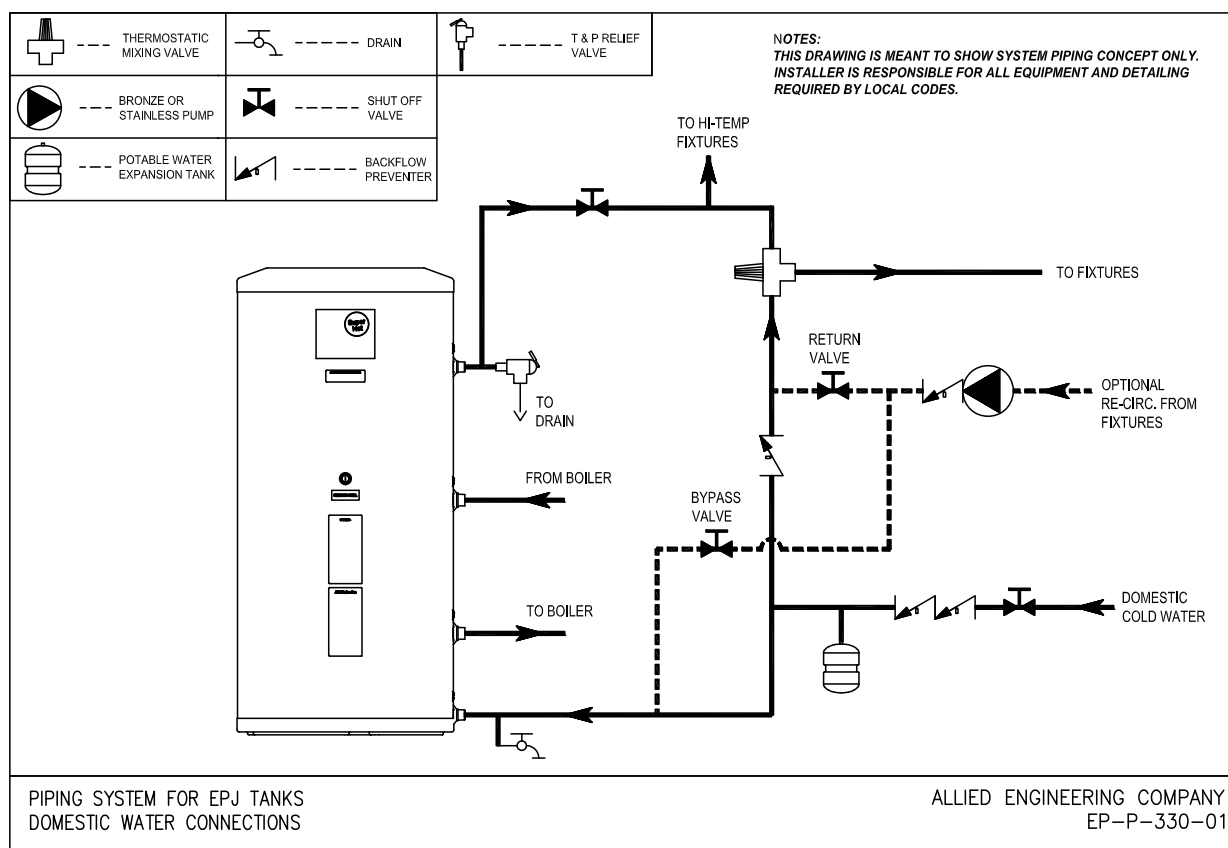 THERMOSTATIC
MIXING VALVE
DRAIN
T & P RELIEF
VALVE
BRONZE OR
STAINLESS PUMP
SHUT OFF
VALVE
POTABLE WATER
EXPANSION TANK
BACKFLOW
PREVENTER
NOTES:
THIS DRAWING IS MEANT TO SHOW SYSTEM PIPING CONCEPT ONLY.
INSTALLER IS RESPONSIBLE FOR ALL EQUIPMENT AND DETAILING
REQUIRED BY LOCAL CODES.
TO HI-TEMP
FIXTURES
TO FIXTURES
Super
Hot
RETURN
VALVE
OPTIONAL
RE-CIRC. FROM
FIXTURES
TO
DRAIN
FROM BOILER
BYPASS
VALVE
TO BOILER
DOMESTIC
COLD WATER
PIPING SYSTEM FOR EPJ TANKS
DOMESTIC WATER CONNECTIONS
ALLIED ENGINEERING COMPANY
EP-P-330-01